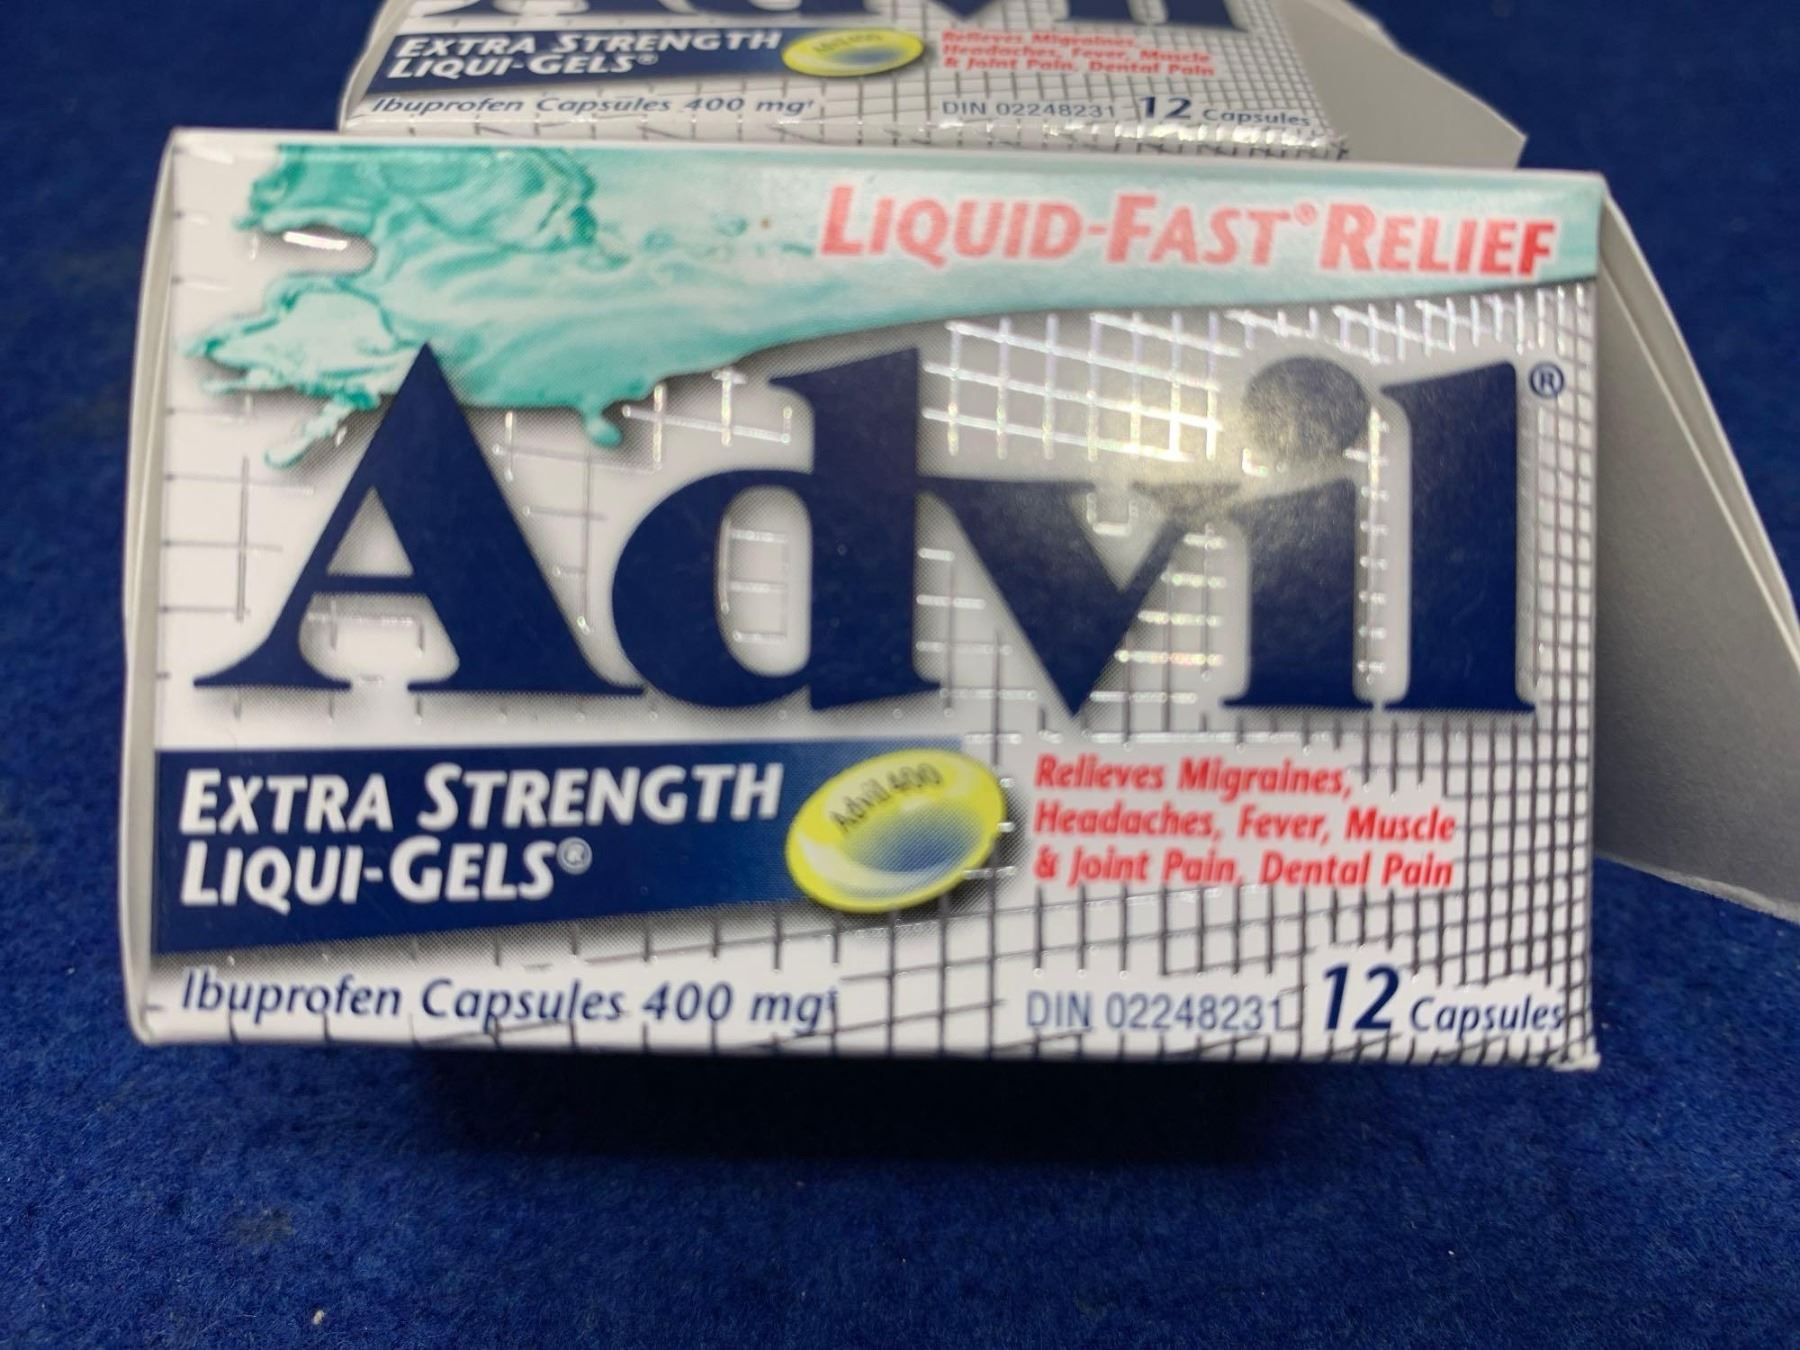 Advil
EXTRA STRENGTH
LIQUI-GELS®
Relieves Migraines,
Headaches, Fever, Muscle
& Joint Pain, Dental Pain
Ibuprofen Capsules 400 mg
DIN 02248231 12 Capsules
LIQUID-FAST® RELIEF
Advil®
EXTRA STRENGTH
LIQUI-GELS®
Advil 400
Relieves Migraines,
Headaches, Fever, Muscle
& Joint Pain, Dental Pain
Ibuprofen Capsules 400 mg
DIN 02248231 12 Capsules